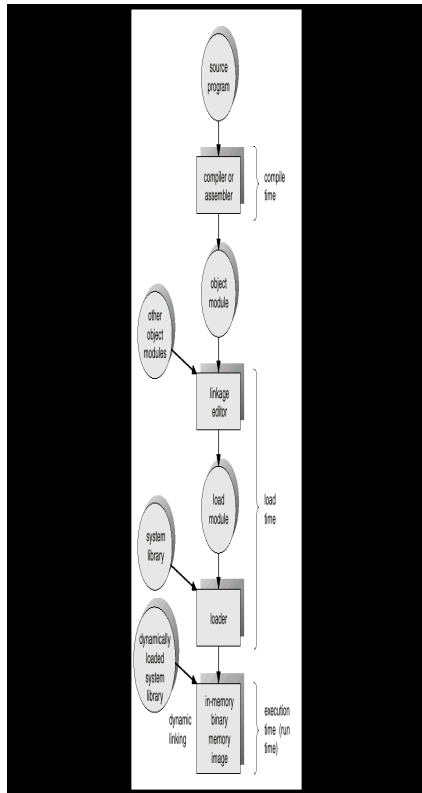 source
program
compiler or
assembler
compile
time
object
module
other
object
modules
linkage
editor
load
module
load
time
system
library
loader
dynamically
loaded
system
library
dynamic
linking
in-memory
binary
memory
image
execution
time (run
time)